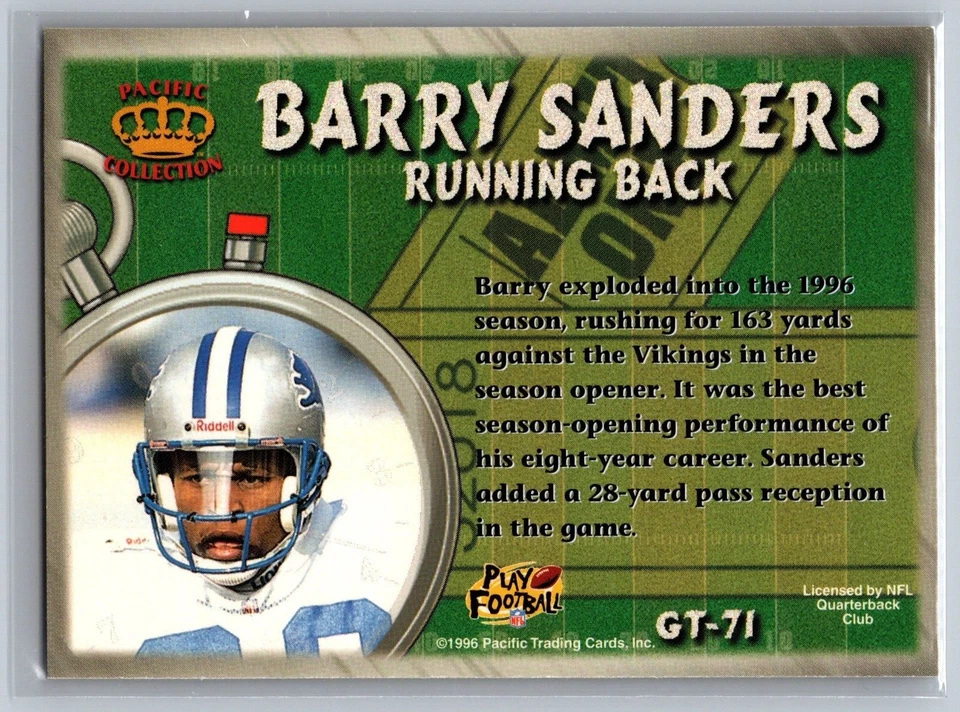 PACIFIC
COLLECTION
BARRY SANDERS
RUNNING BACK
ADMIT
ONE
Barry exploded into the 1996
season, rushing for 163 yards
against the Vikings in the
season opener. It was the best
season-opening performance of
his eight-year career. Sanders
added a 28-yard pass reception
in the game.
Riddell
LIONS
PLAY
FOOTBALL
NFL
GT-71
Licensed by NFL
Quarterback
Club
©1996 Pacific Trading Cards, Inc.